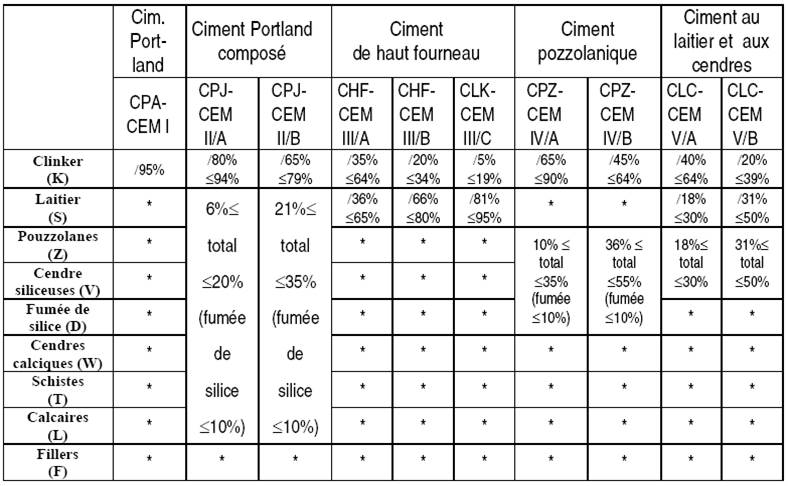 Cim. Port- land | Ciment Portland composé | Ciment de haut fourneau | Ciment pozzolanique | Ciment au laitier et aux cendres
CPA- CEM I | CPJ- CEM II/A | CPJ- CEM II/B | CHF- CEM III/A | CHF- CEM III/B | CLK- CEM III/C | CPZ- CEM IV/A | CPZ- CEM IV/B | CLC- CEM V/A | CLC- CEM V/B
Clinker (K) | /95% | /80% ≤94% | /65% ≤79% | /35% ≤64% | /20% ≤34% | /5% ≤19% | /65% ≤90% | /45% ≤64% | /40% ≤64% | /20% ≤39%
Laitier (S) | * | 6%≤ | 21%≤ | /36% ≤65% | /66% ≤80% | /81% ≤95% | * | * | /18% ≤30% | /31% ≤50%
Pouzzolanes (Z) | * | total | total | * | * | * | 10% ≤ total | 36% ≤ total | 18%≤ total | 31%≤ total
Cendre siliceuses (V) | * | ≤20% | ≤35% | * | * | * | ≤35% (fumée | ≤55% (fumée | ≤30% | ≤50%
Fumée de silice (D) | * | (fumée | (fumée | * | * | * | ≤10%) | ≤10%) | * | *
Cendres calciques (W) | * | de | de | * | * | * | * | * | * | *
Schistes (T) | * | silice | silice | * | * | * | * | * | * | *
Calcaires (L) | * | ≤10%) | ≤10%) | * | * | * | * | * | * | *
Fillers (F) | * | * | * | * | * | * | * | * | * | *